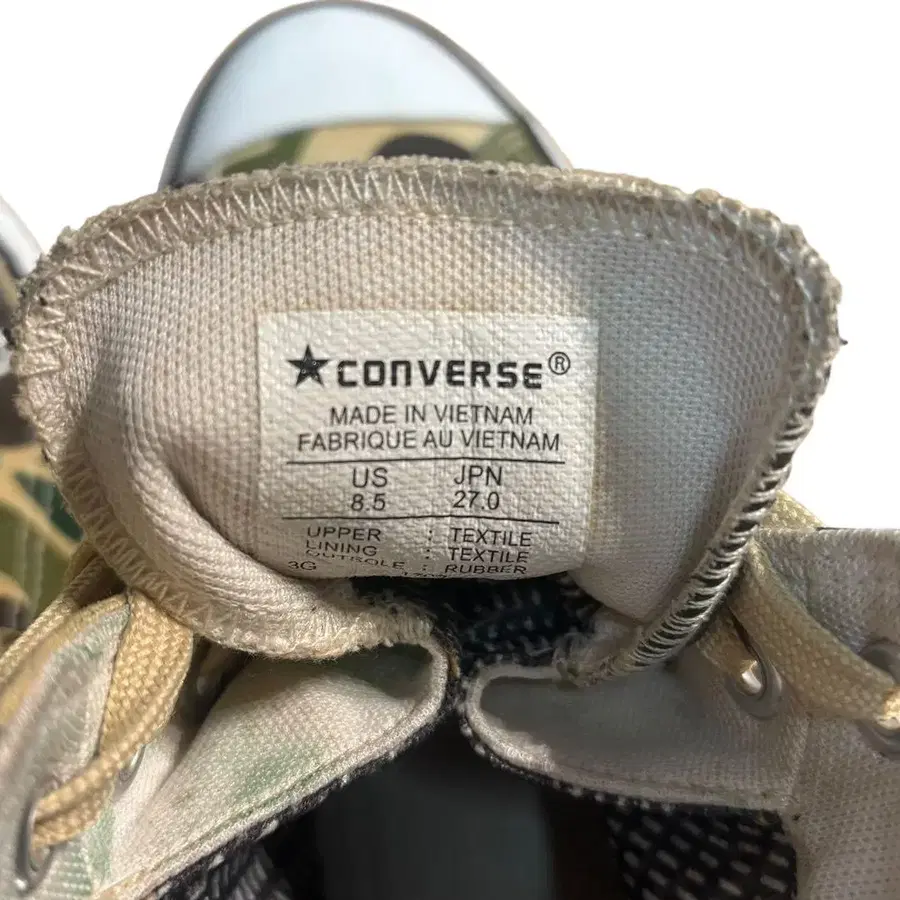 ★CONVERSE®
MADE IN VIETNAM
FABRIQUE AU VIETNAM
US JPN
8.5 27.0
UPPER : TEXTILE
LINING : TEXTILE
OUTSOLE : RUBBER
3G